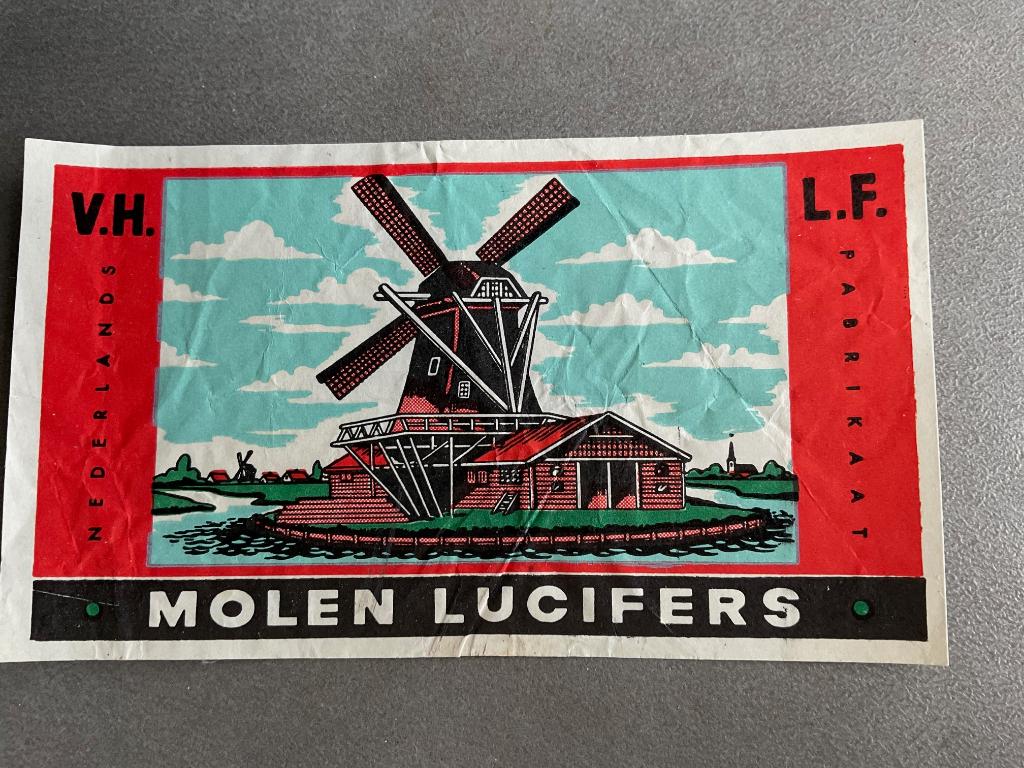 V.H.
L.F.
NEDERLANDS
FABRIKAAT
MOLEN LUCIFERS